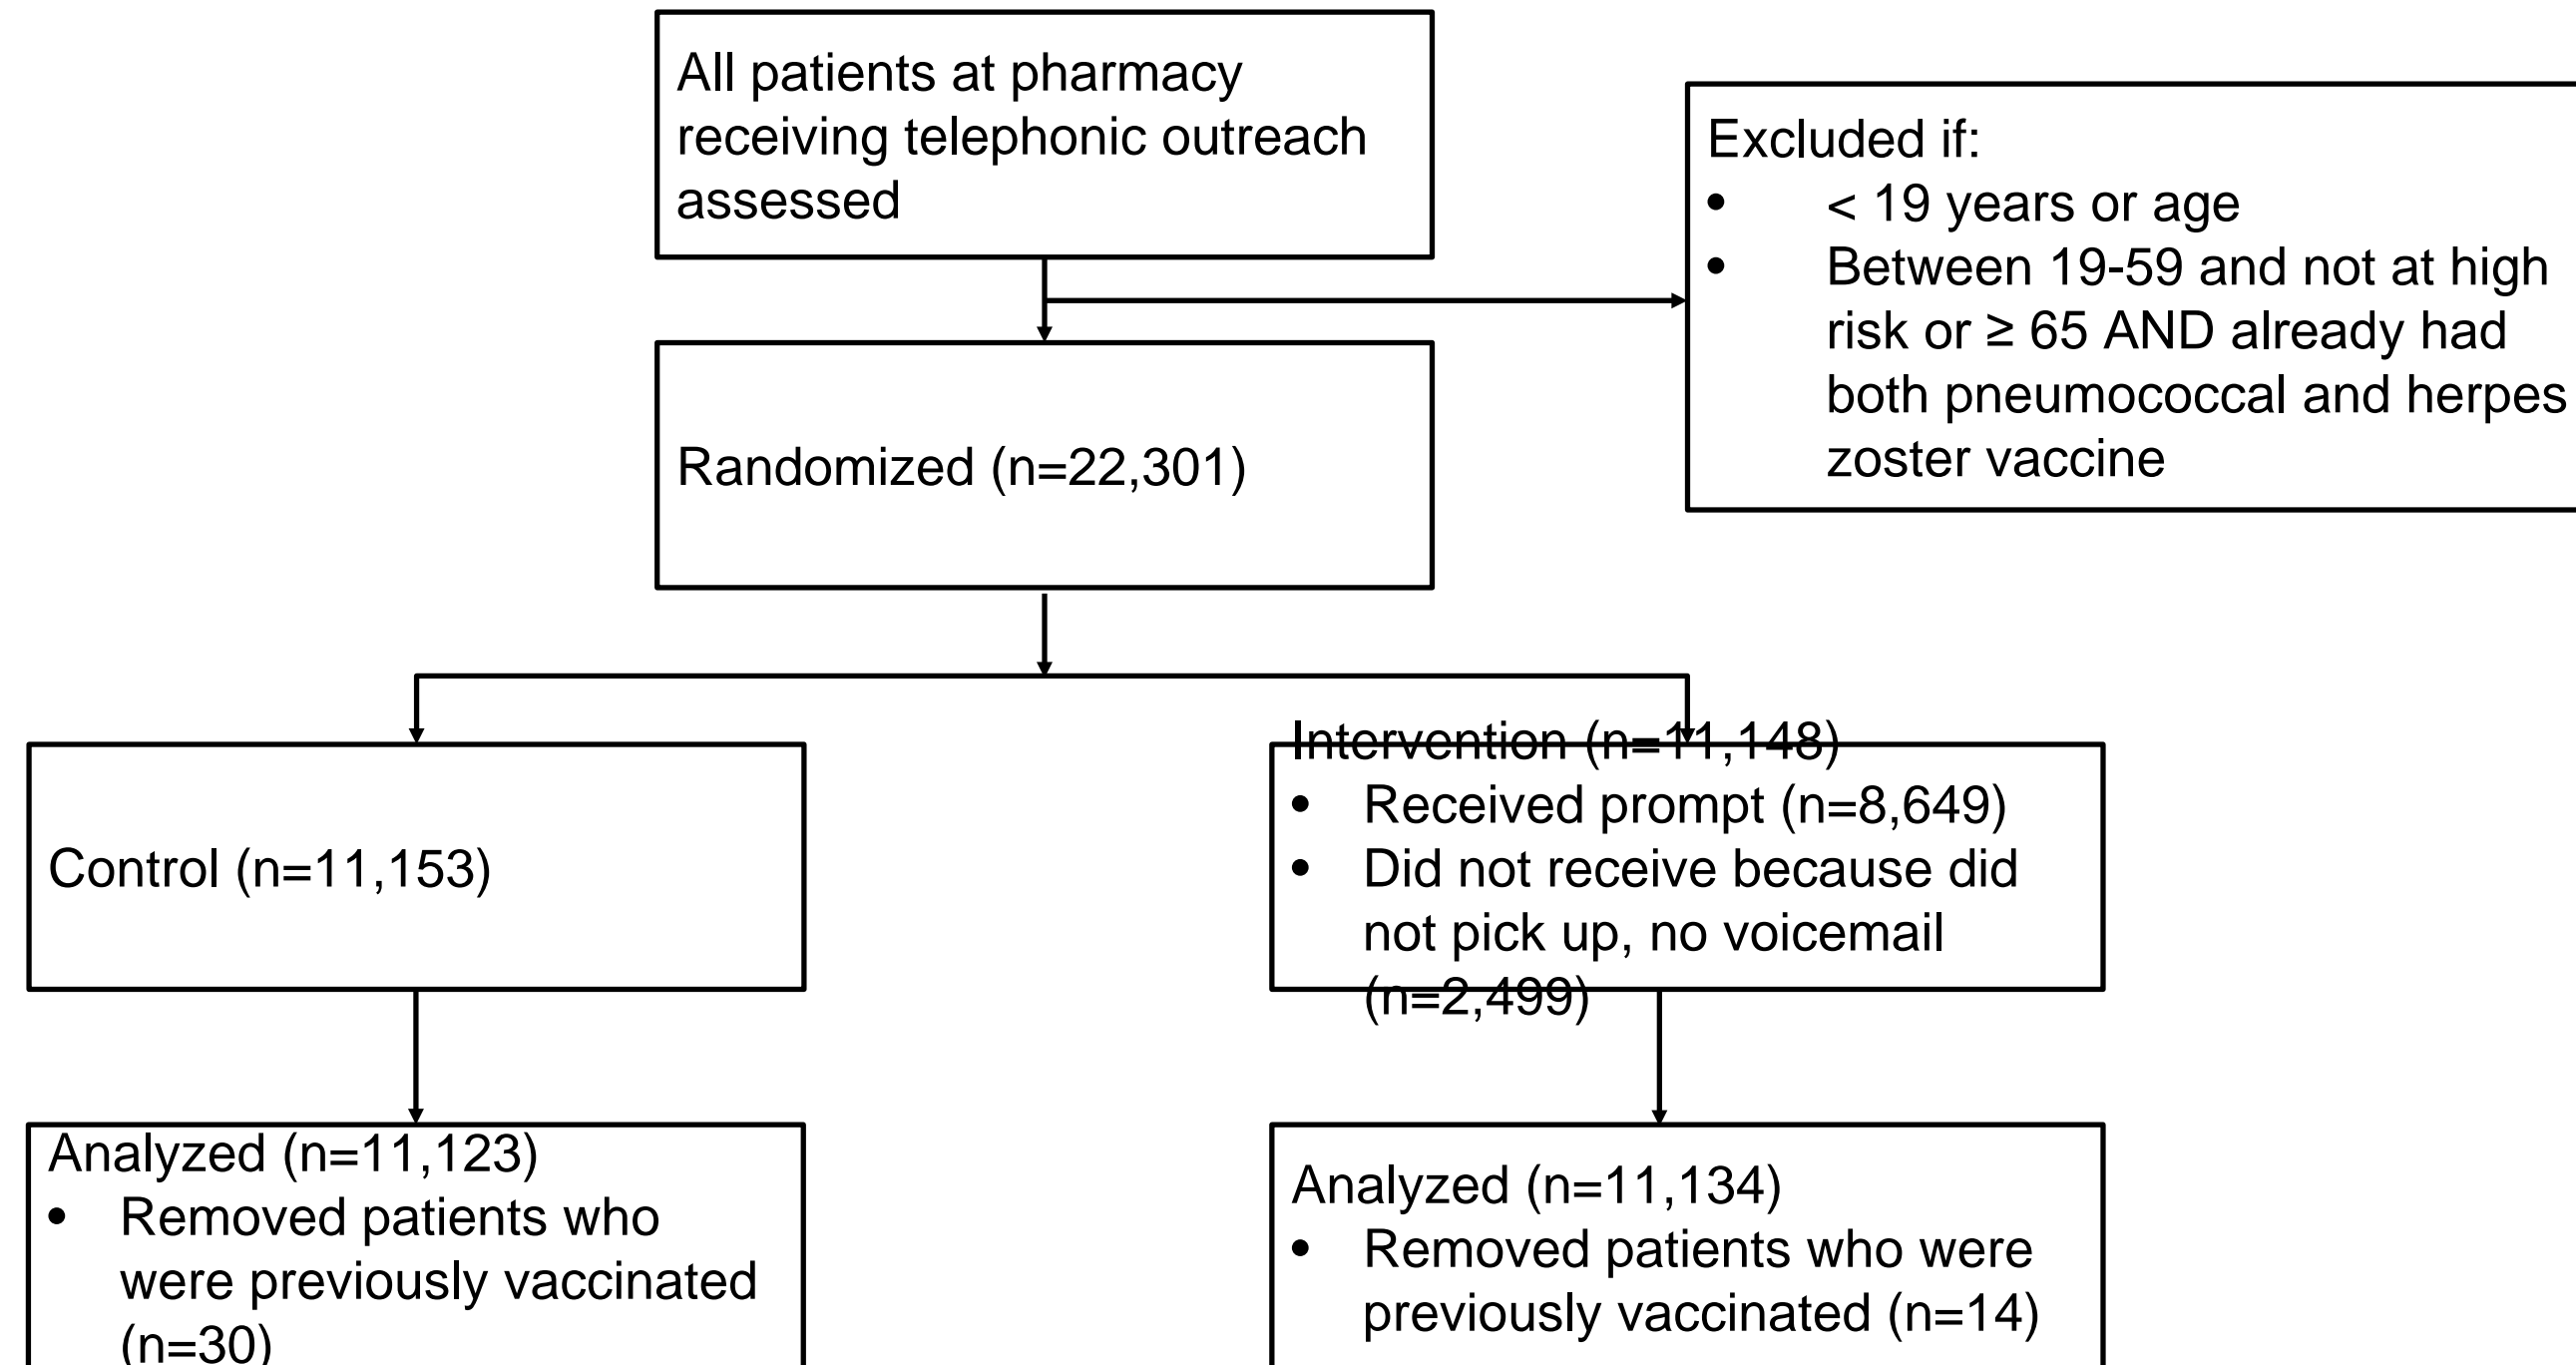 All patients at pharmacy
receiving telephonic outreach
assessed
Excluded if:
• < 19 years or age
• Between 19-59 and not at high
risk or ≥ 65 AND already had
both pneumococcal and herpes
zoster vaccine
Randomized (n=22,301)
Control (n=11,153)
Intervention (n=11,148)
• Received prompt (n=8,649)
• Did not receive because did
not pick up, no voicemail
(n=2,499)
Analyzed (n=11,123)
• Removed patients who
were previously vaccinated
(n=30)
Analyzed (n=11,134)
• Removed patients who were
previously vaccinated (n=14)